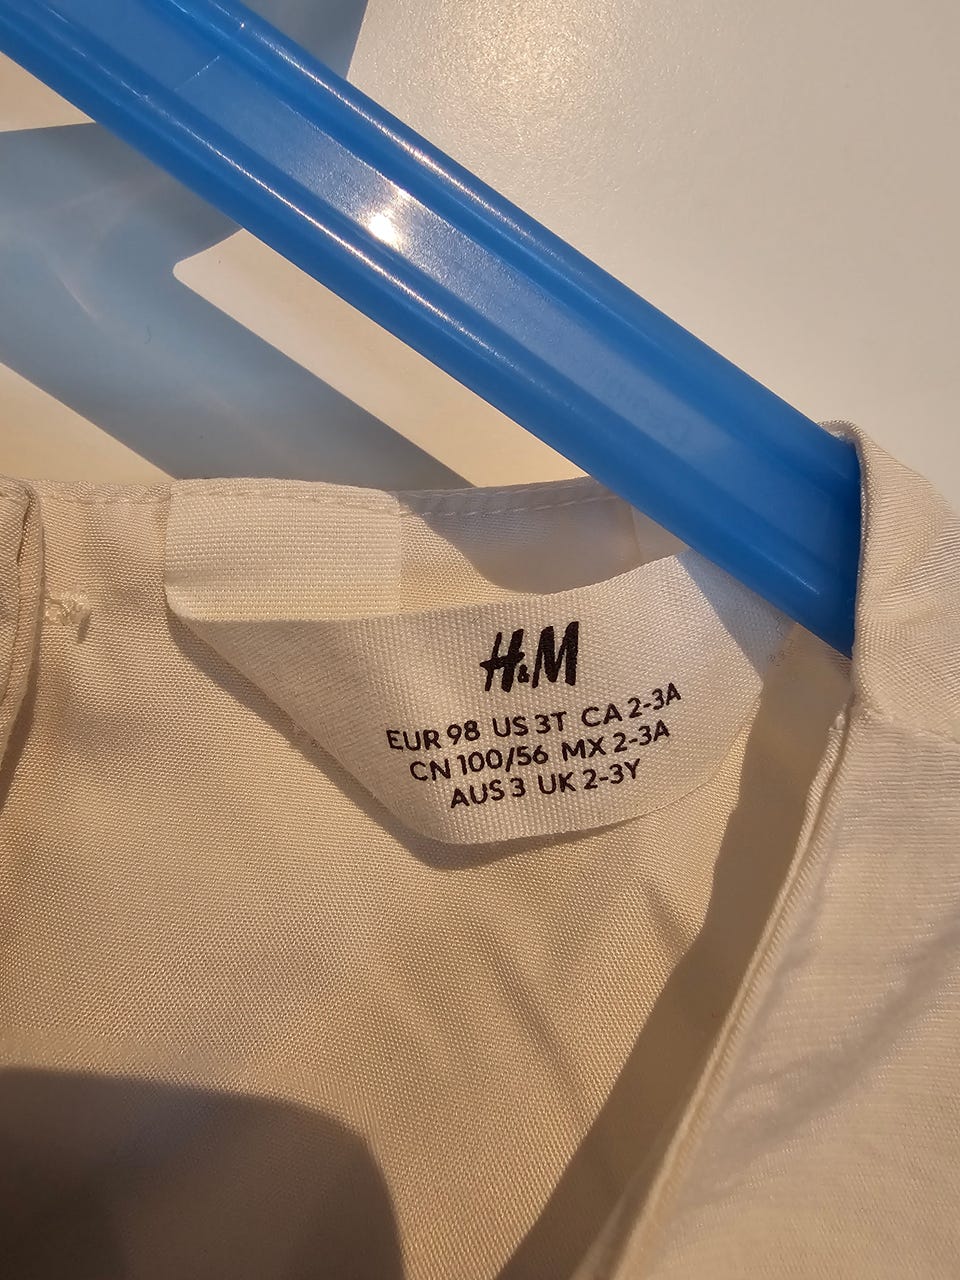 H&M
EUR 98 US 3T CA 2-3A
CN 100/56 MX 2-3A
AUS 3 UK 2-3Y